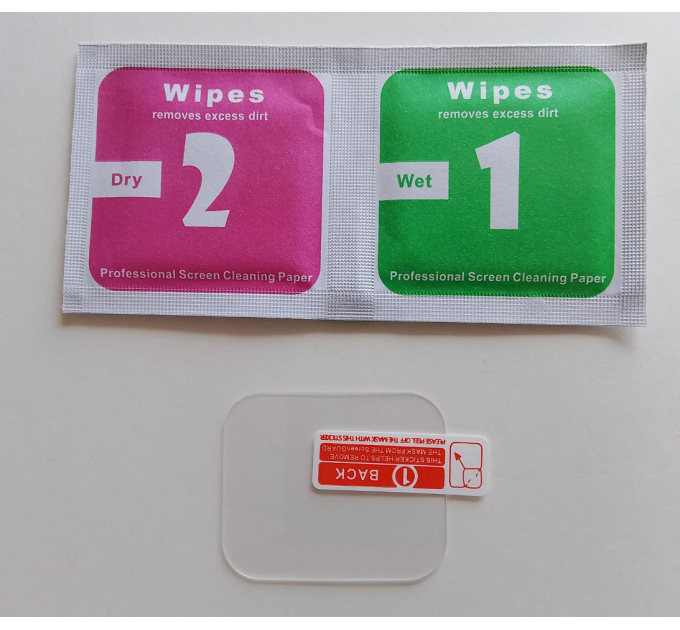 Wipes
removes excess dirt
Dry
2
Professional Screen Cleaning Paper
Wipes
removes excess dirt
Wet
1
Professional Screen Cleaning Paper
BACK 1
THIS STICKER HELPS TO REMOVE
THE MASK FROM THE ScreenGUARD
PLEASE PEEL OFF THE MASK WITH THIS STICKER